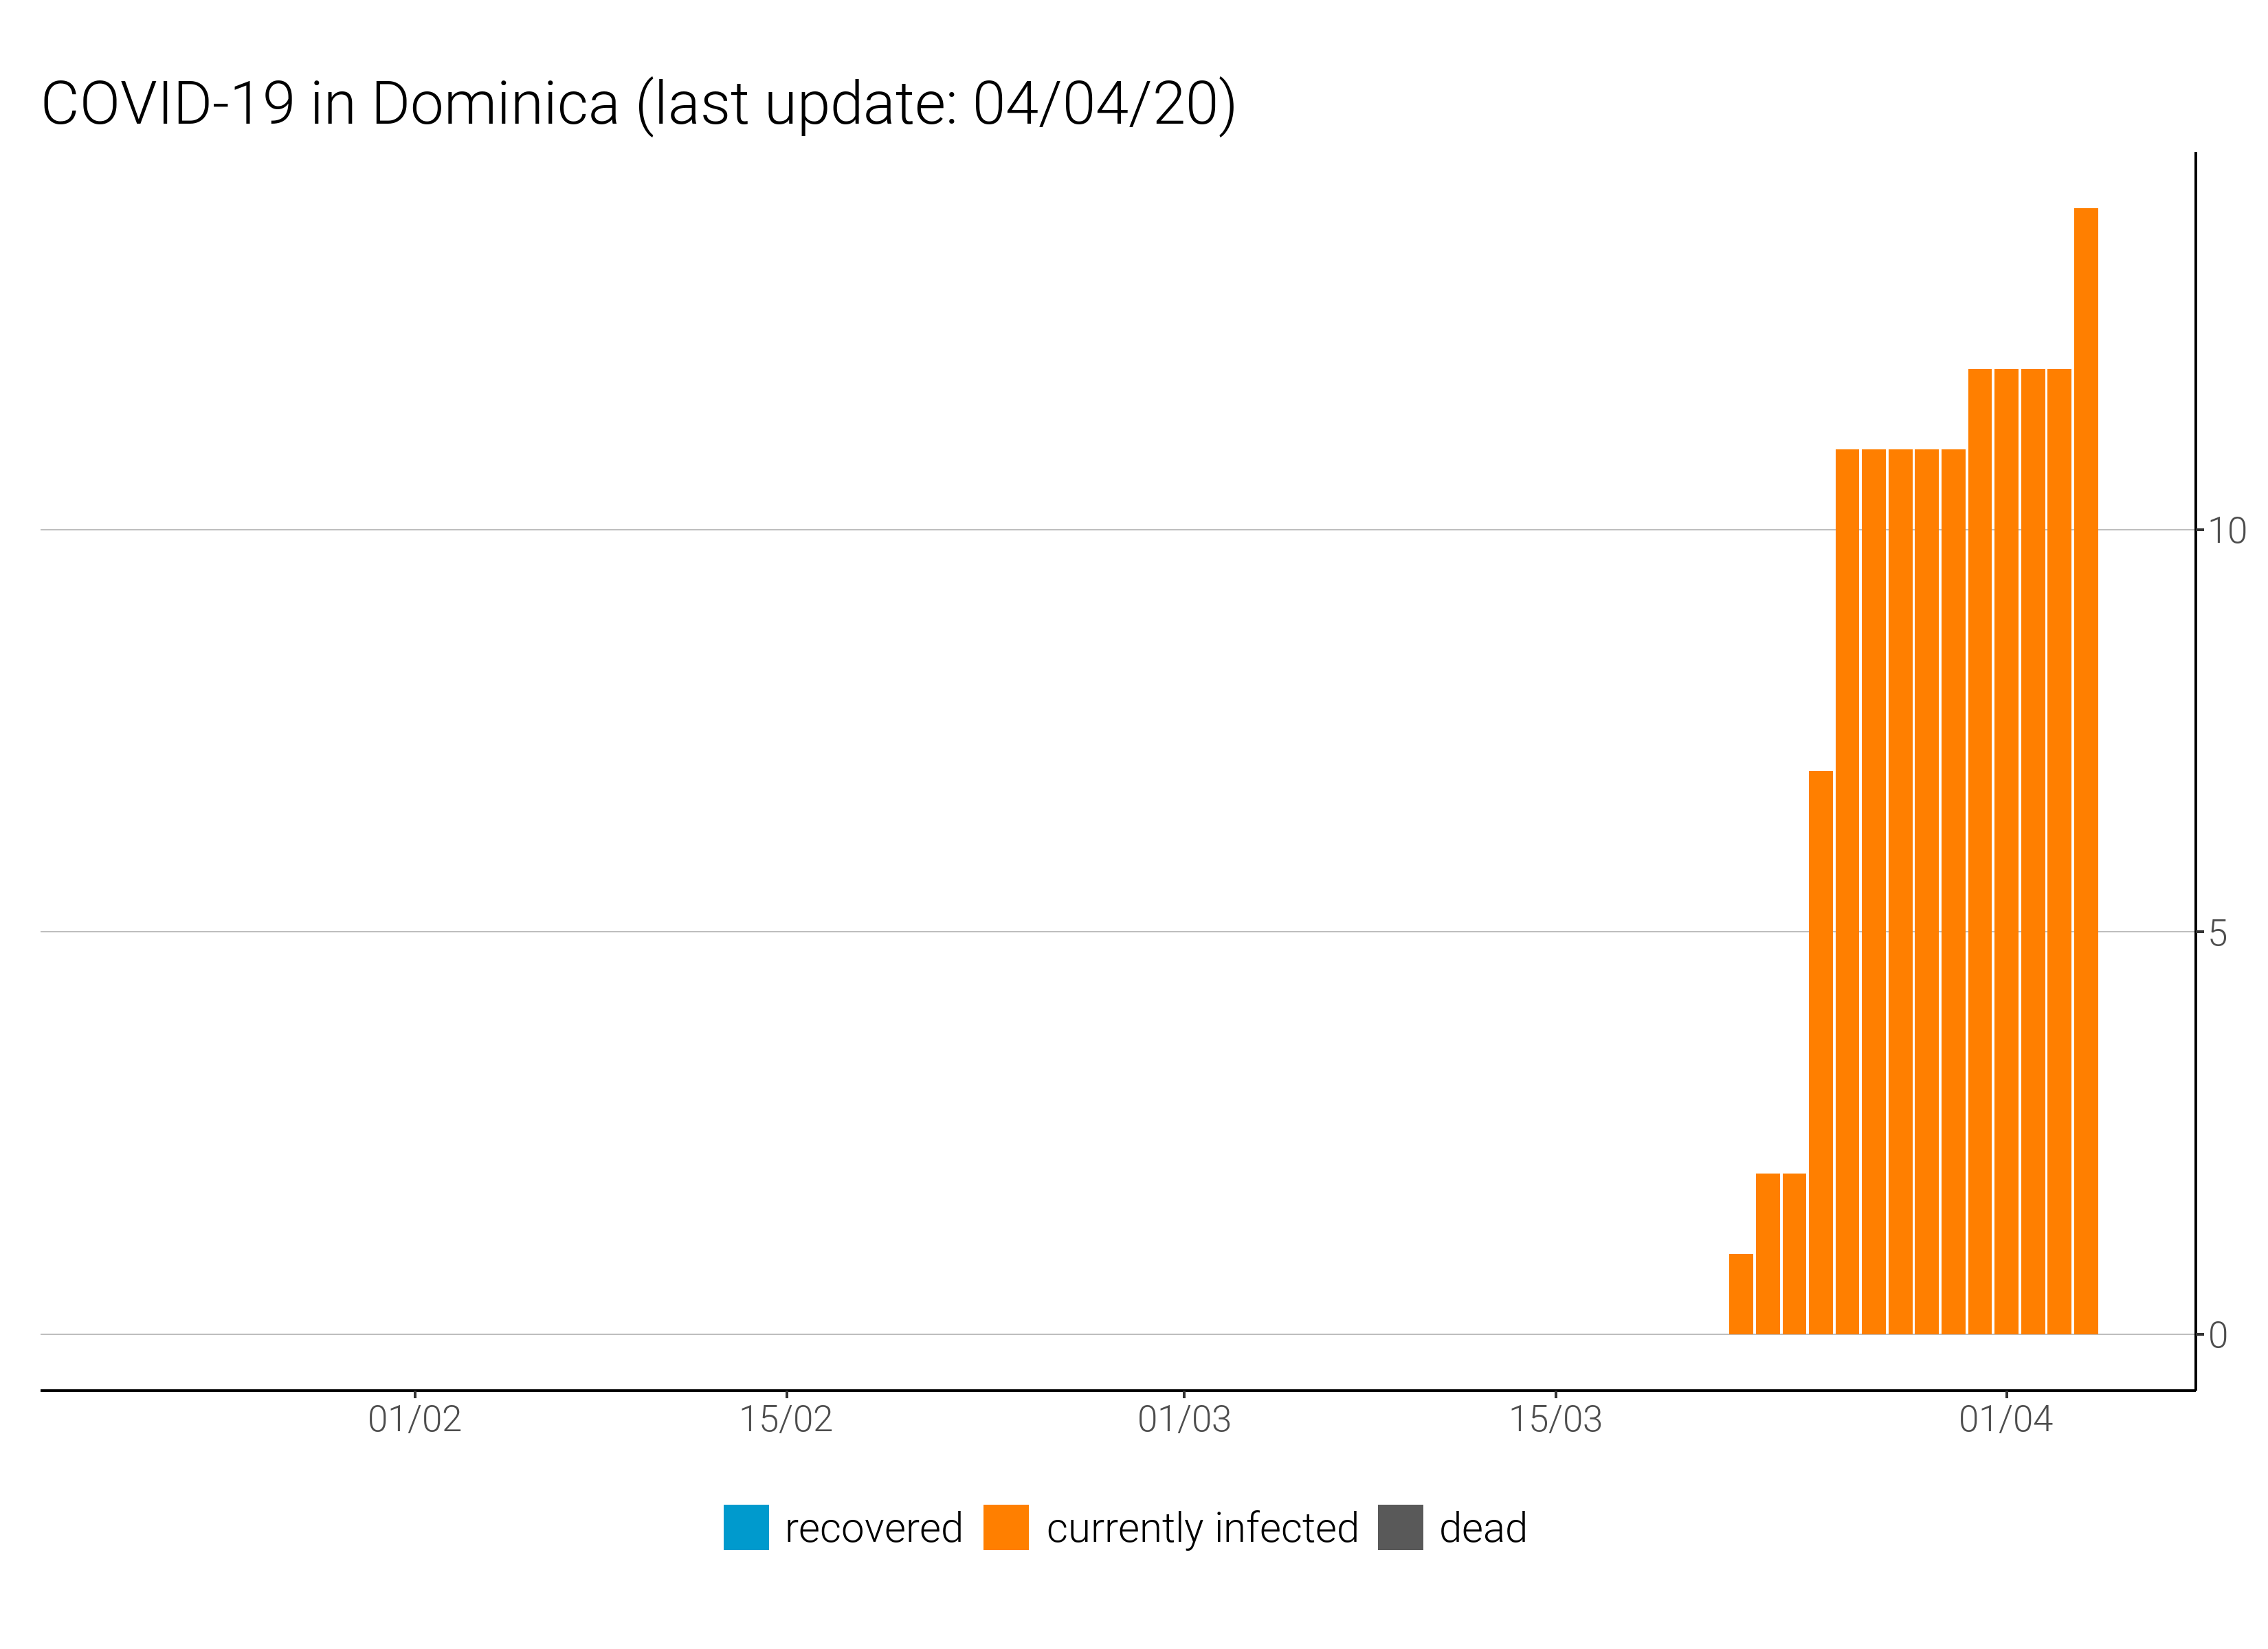 COVID-19 in Dominica (last update: 04/04/20)
10
5
0
01/02 15/02 01/03 15/03 01/04
recovered currently infected dead